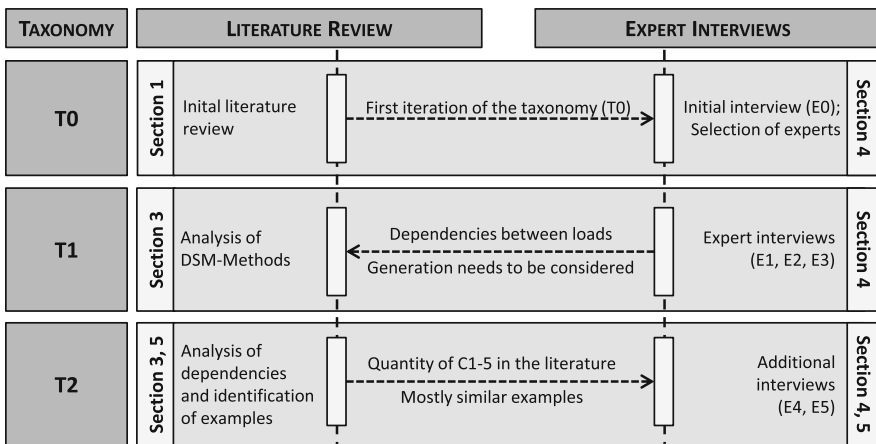 TAXONOMY
LITERATURE REVIEW
EXPERT INTERVIEWS
T0
Section 1
Inital literature
review
First iteration of the taxonomy (T0)
Initial interview (E0);
Selection of experts
Section 4
T1
Section 3
Analysis of
DSM-Methods
Dependencies between loads
Generation needs to be considered
Expert interviews
(E1, E2, E3)
Section 4
T2
Section 3, 5
Analysis of
dependencies
and identification
of examples
Quantity of C1-5 in the literature
Mostly similar examples
Additional
interviews
(E4, E5)
Section 4, 5